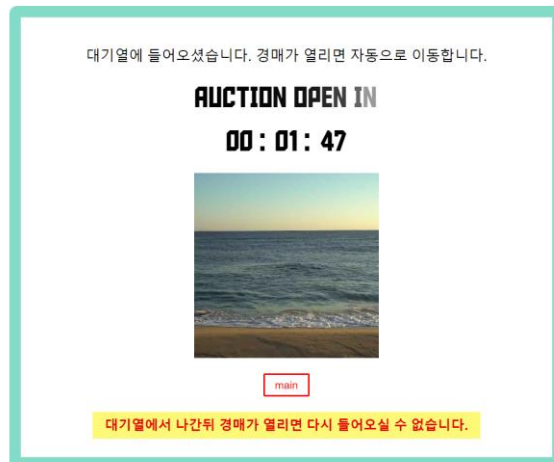 대기열에 들어오셨습니다. 경매가 열리면 자동으로 이동합니다.
AUCTION OPEN IN
00 : 01 : 47
main
대기열에서 나간뒤 경매가 열리면 다시 들어오실 수 없습니다.